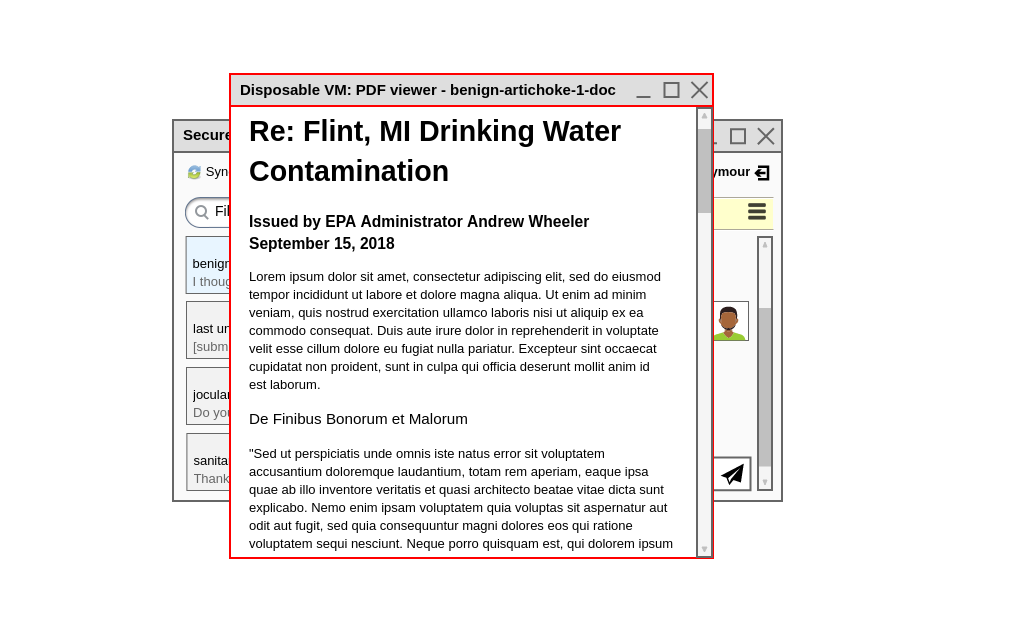 Disposable VM: PDF viewer - benign-artichoke-1-doc
Re: Flint, MI Drinking Water
Contamination
Issued by EPA Administrator Andrew Wheeler
September 15, 2018
Lorem ipsum dolor sit amet, consectetur adipiscing elit, sed do eiusmod
tempor incididunt ut labore et dolore magna aliqua. Ut enim ad minim
veniam, quis nostrud exercitation ullamco laboris nisi ut aliquip ex ea
commodo consequat. Duis aute irure dolor in reprehenderit in voluptate
velit esse cillum dolore eu fugiat nulla pariatur. Excepteur sint occaecat
cupidatat non proident, sunt in culpa qui officia deserunt mollit anim id
est laborum.
De Finibus Bonorum et Malorum
"Sed ut perspiciatis unde omnis iste natus error sit voluptatem
accusantium doloremque laudantium, totam rem aperiam, eaque ipsa
quae ab illo inventore veritatis et quasi architecto beatae vitae dicta sunt
explicabo. Nemo enim ipsam voluptatem quia voluptas sit aspernatur aut
odit aut fugit, sed quia consequuntur magni dolores eos qui ratione
voluptatem sequi nesciunt. Neque porro quisquam est, qui dolorem ipsum
Secure
Syn
Fil
benign
I thoug
last un
[subm
jocular
Do you
sanita
Thank
ymour